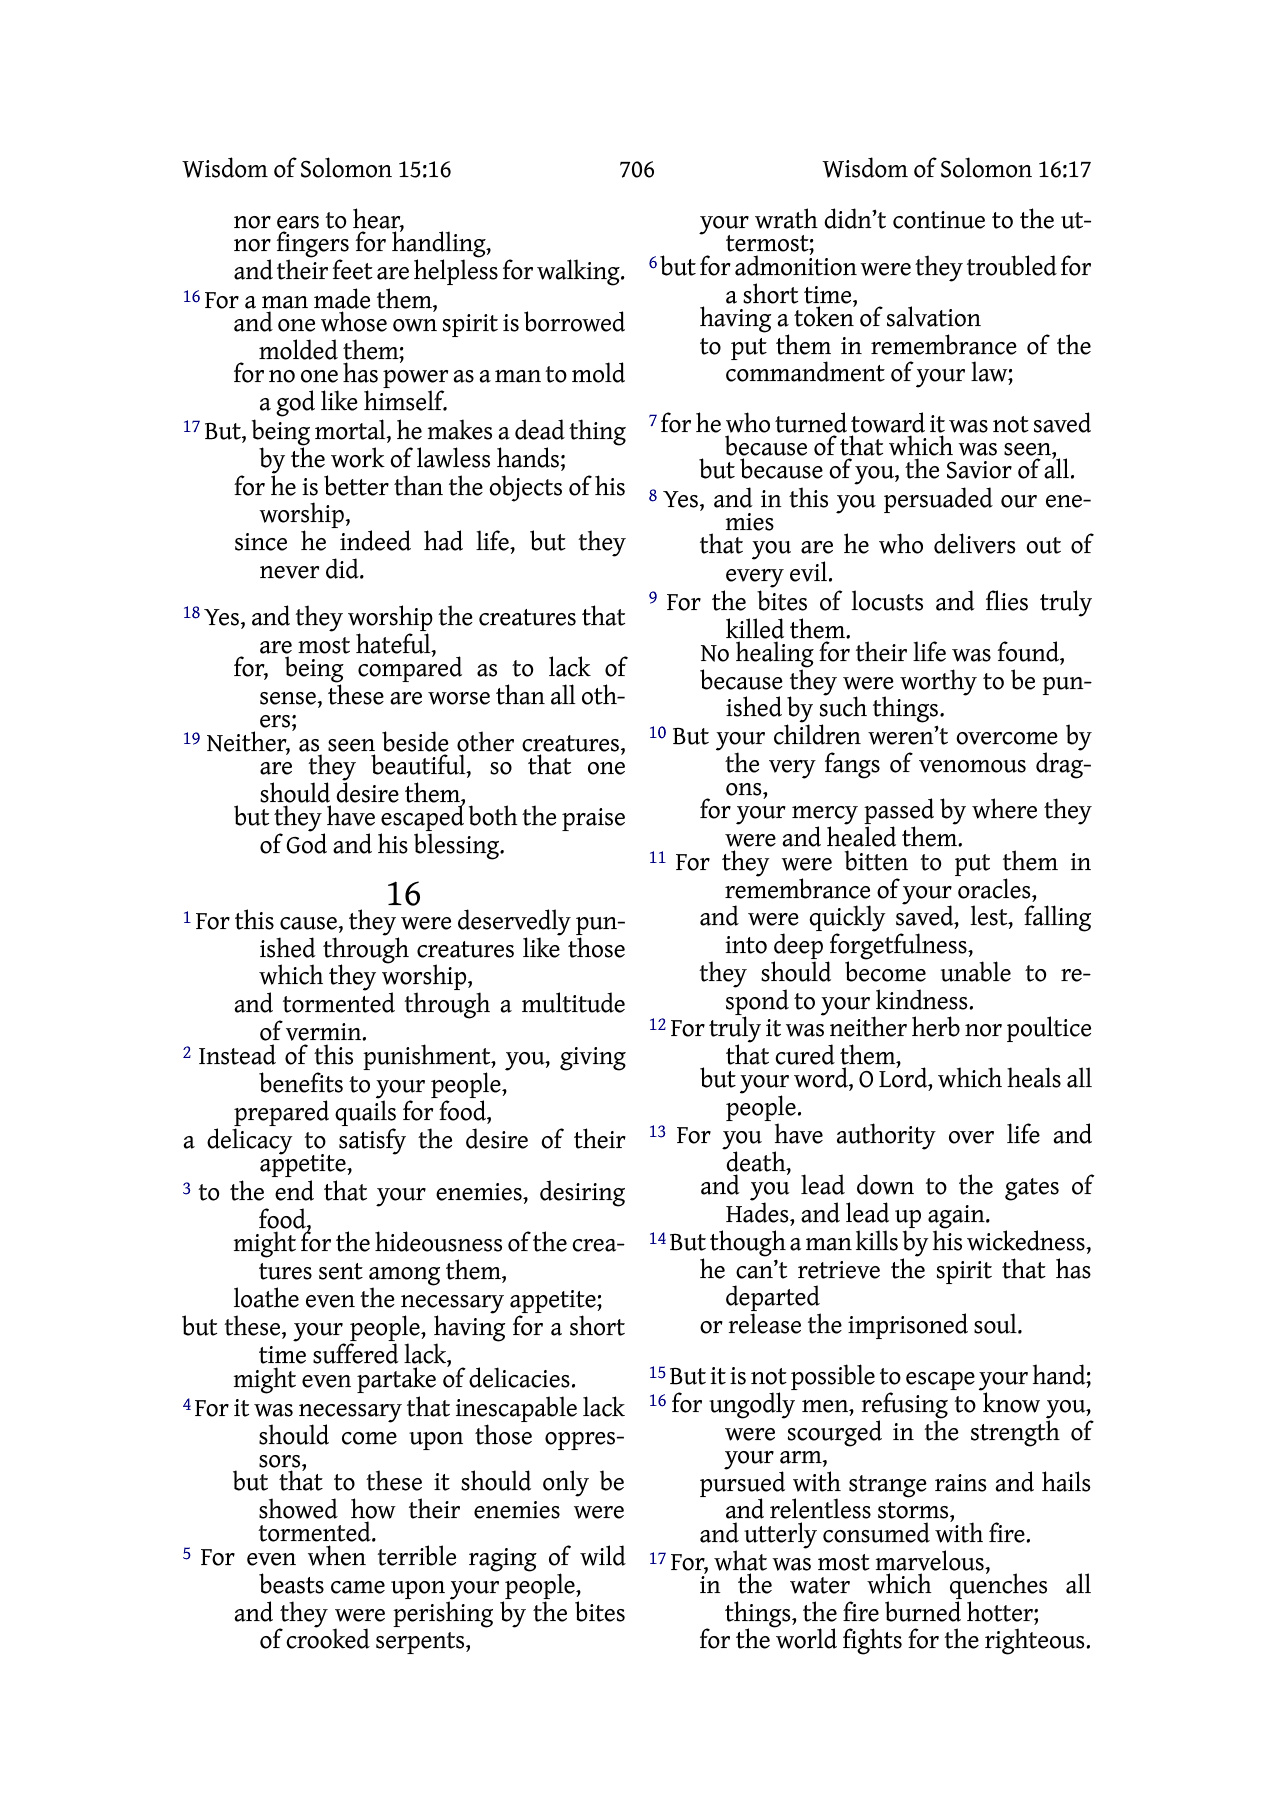 Wisdom of Solomon 15:16 706 Wisdom of Solomon 16:17
nor ears to hear,
nor fingers for handling,
and their feet are helpless for walking.
16 For a man made them,
and one whose own spirit is borrowed
molded them;
for no one has power as a man to mold
a god like himself.
17 But, being mortal, he makes a dead thing
by the work of lawless hands;
for he is better than the objects of his
worship,
since he indeed had life, but they
never did.
18 Yes, and they worship the creatures that
are most hateful,
for, being compared as to lack of
sense, these are worse than all oth-
ers;
19 Neither, as seen beside other creatures,
are they beautiful, so that one
should desire them,
but they have escaped both the praise
of God and his blessing.
16
1 For this cause, they were deservedly pun-
ished through creatures like those
which they worship,
and tormented through a multitude
of vermin.
2 Instead of this punishment, you, giving
benefits to your people,
prepared quails for food,
a delicacy to satisfy the desire of their
appetite,
3 to the end that your enemies, desiring
food,
might for the hideousness of the crea-
tures sent among them,
loathe even the necessary appetite;
but these, your people, having for a short
time suffered lack,
might even partake of delicacies.
4 For it was necessary that inescapable lack
should come upon those oppres-
sors,
but that to these it should only be
showed how their enemies were
tormented.
5 For even when terrible raging of wild
beasts came upon your people,
and they were perishing by the bites
of crooked serpents,
your wrath didn’t continue to the ut-
termost;
6 but for admonition were they troubled for
a short time,
having a token of salvation
to put them in remembrance of the
commandment of your law;
7 for he who turned toward it was not saved
because of that which was seen,
but because of you, the Savior of all.
8 Yes, and in this you persuaded our ene-
mies
that you are he who delivers out of
every evil.
9 For the bites of locusts and flies truly
killed them.
No healing for their life was found,
because they were worthy to be pun-
ished by such things.
10 But your children weren’t overcome by
the very fangs of venomous drag-
ons,
for your mercy passed by where they
were and healed them.
11 For they were bitten to put them in
remembrance of your oracles,
and were quickly saved, lest, falling
into deep forgetfulness,
they should become unable to re-
spond to your kindness.
12 For truly it was neither herb nor poultice
that cured them,
but your word, O Lord, which heals all
people.
13 For you have authority over life and
death,
and you lead down to the gates of
Hades, and lead up again.
14 But though a man kills by his wickedness,
he can’t retrieve the spirit that has
departed
or release the imprisoned soul.
15 But it is not possible to escape your hand;
16 for ungodly men, refusing to know you,
were scourged in the strength of
your arm,
pursued with strange rains and hails
and relentless storms,
and utterly consumed with fire.
17 For, what was most marvelous,
in the water which quenches all
things, the fire burned hotter;
for the world fights for the righteous.